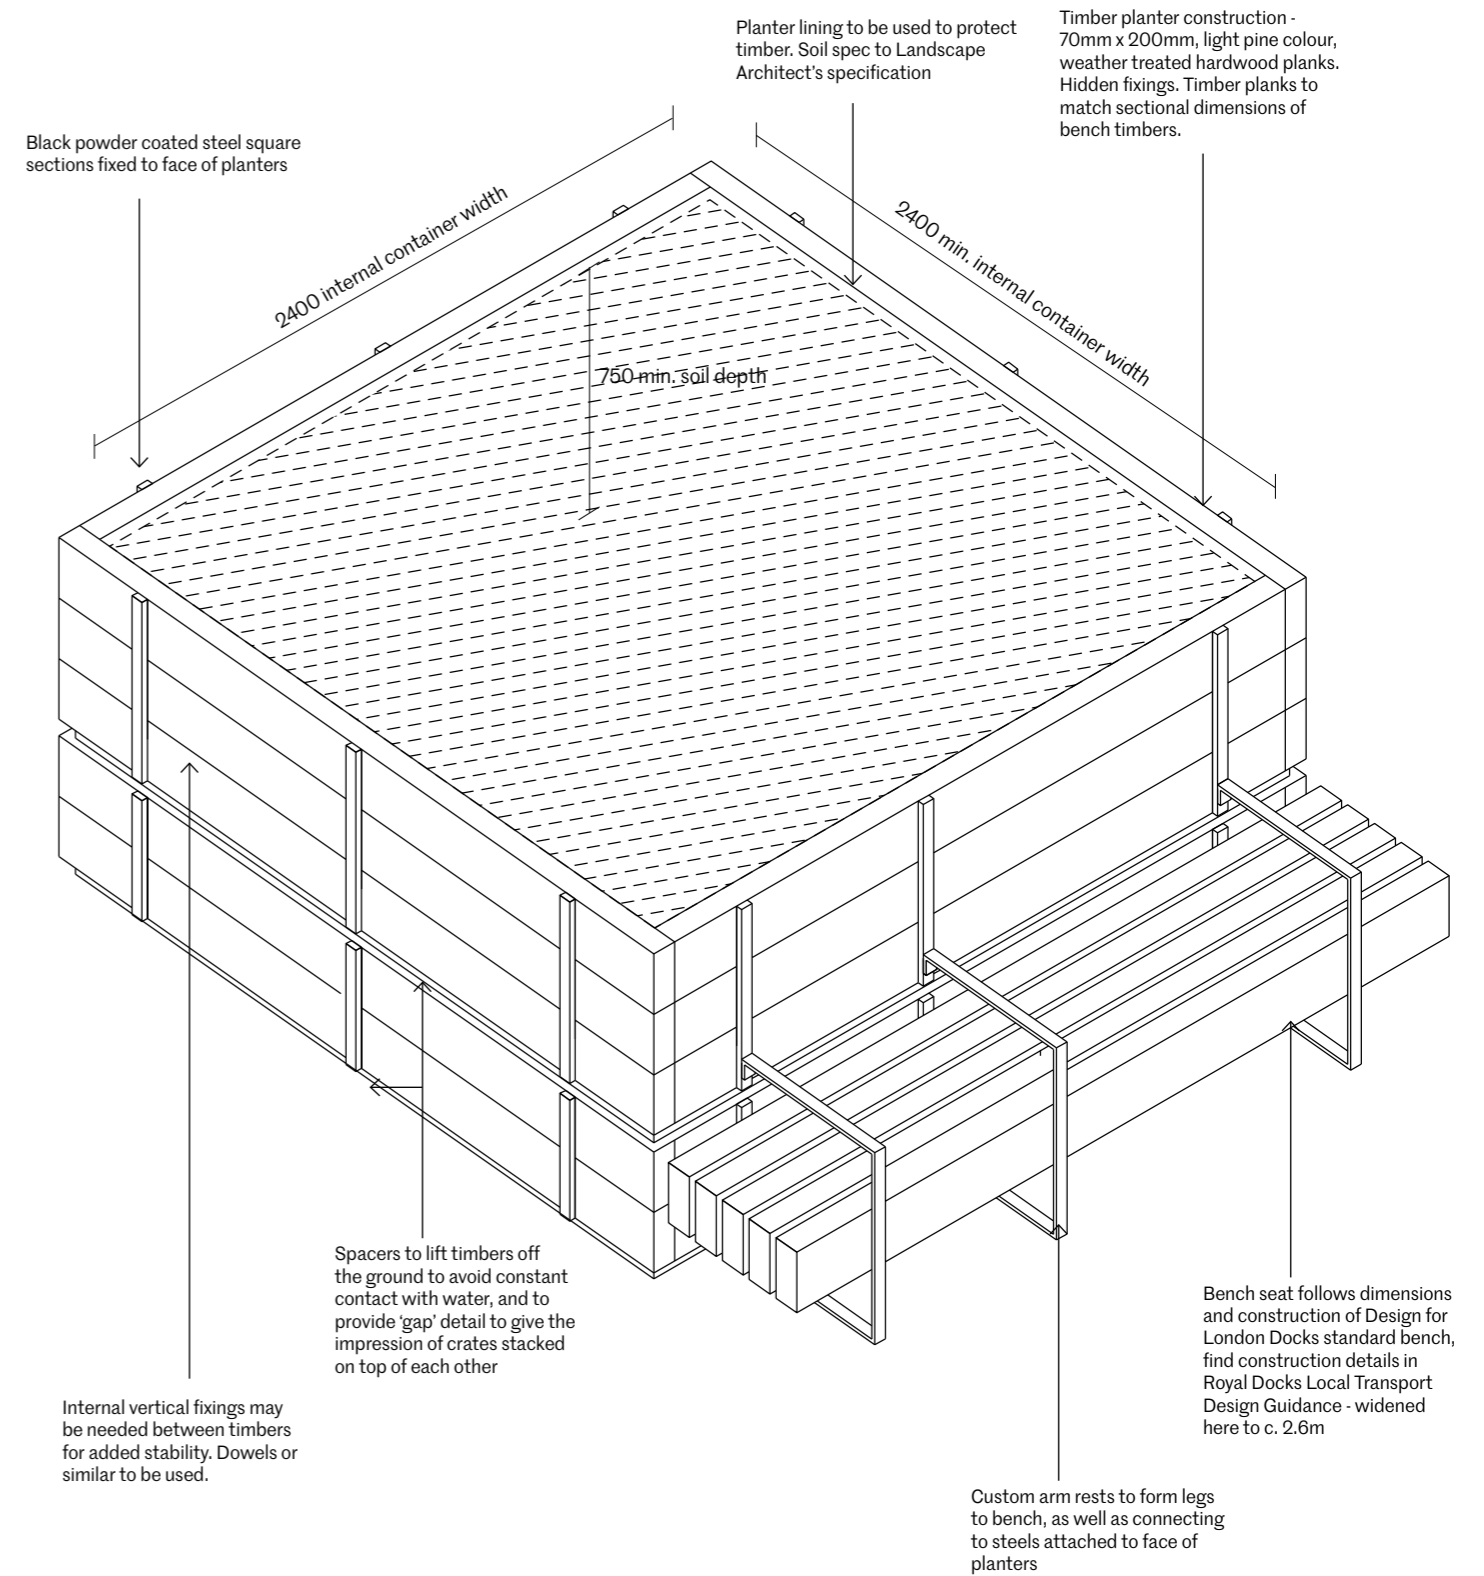 Timber planter construction -
70mm x 200mm, light pine colour,
weather treated hardwood planks.
Hidden fixings. Timber planks to
match sectional dimensions of
bench timbers.
Planter lining to be used to protect
timber. Soil spec to Landscape
Architect's specification
Black powder coated steel square
sections fixed to face of planters
2400 internal container width
2400 min. internal container width
750 min. soil depth
Spacers to lift timbers off
the ground to avoid constant
contact with water, and to
provide 'gap' detail to give the
impression of crates stacked
on top of each other
Internal vertical fixings may
be needed between timbers
for added stability. Dowels or
similar to be used.
Bench seat follows dimensions
and construction of Design for
London Docks standard bench,
find construction details in
Royal Docks Local Transport
Design Guidance - widened
here to c. 2.6m
Custom arm rests to form legs
to bench, as well as connecting
to steels attached to face of
planters